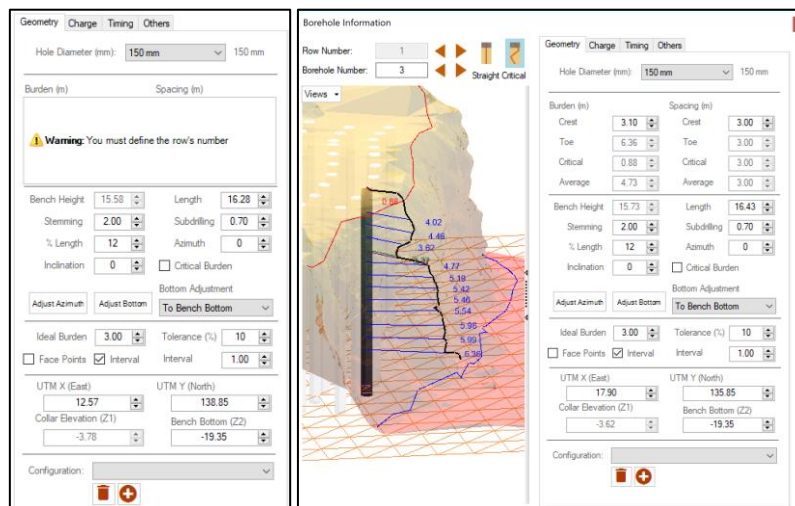 Geometry Charge Timing Others
Hole Diameter (mm): 150 mm 150 mm
Burden (m) Spacing (m)
Warning: You must define the row's number
Bench Height 15.58 Length 16.28
Stemming 2.00 Subdrilling 0.70
% Length 12 Azimuth 0
Inclination 0 Critical Burden
Adjust Azimuth Adjust Bottom Bottom Adjustment
To Bench Bottom
Ideal Burden 3.00 Tolerance (%) 10
Face Points Interval Interval 1.00
UTM X (East) UTM Y (North)
12.57 138.85
Collar Elevation (Z1) Bench Bottom (Z2)
-3.78 -19.35
Configuration:
Borehole Information
Row Number: 1
Borehole Number: 3
Straight Critical
Views
0.88
4.02
4.46
3.62
4.77
5.19
5.42
5.46
5.54
5.95
5.99
6.36
Geometry Charge Timing Others
Hole Diameter (mm): 150 mm 150 mm
Burden (m) Spacing (m)
Crest 3.10 Crest 3.00
Toe 6.36 Toe 3.00
Critical 0.88 Critical 3.00
Average 4.73 Average 3.00
Bench Height 15.73 Length 16.43
Stemming 2.00 Subdrilling 0.70
% Length 12 Azimuth 0
Inclination 0 Critical Burden
Adjust Azimuth Adjust Bottom Bottom Adjustment
To Bench Bottom
Ideal Burden 3.00 Tolerance (%) 10
Face Points Interval Interval 1.00
UTM X (East) UTM Y (North)
17.90 135.85
Collar Elevation (Z1) Bench Bottom (Z2)
-3.62 -19.35
Configuration: